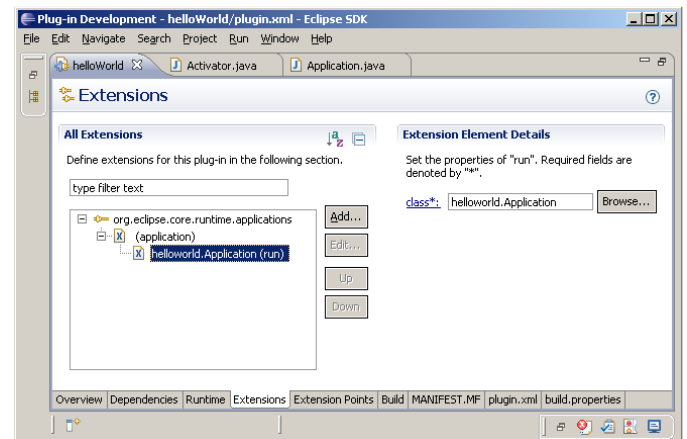 Plug-in Development - helloWorld/plugin.xml - Eclipse SDK
File Edit Navigate Search Project Run Window Help
helloWorld Activator.java Application.java
Extensions
All Extensions
Define extensions for this plug-in in the following section.
type filter text
org.eclipse.core.runtime.applications
(application)
helloworld.Application (run)
Add...
Edit...
Up
Down
Extension Element Details
Set the properties of "run". Required fields are
denoted by "*".
class*: helloworld.Application Browse...
Overview Dependencies Runtime Extensions Extension Points Build MANIFEST.MF plugin.xml build.properties